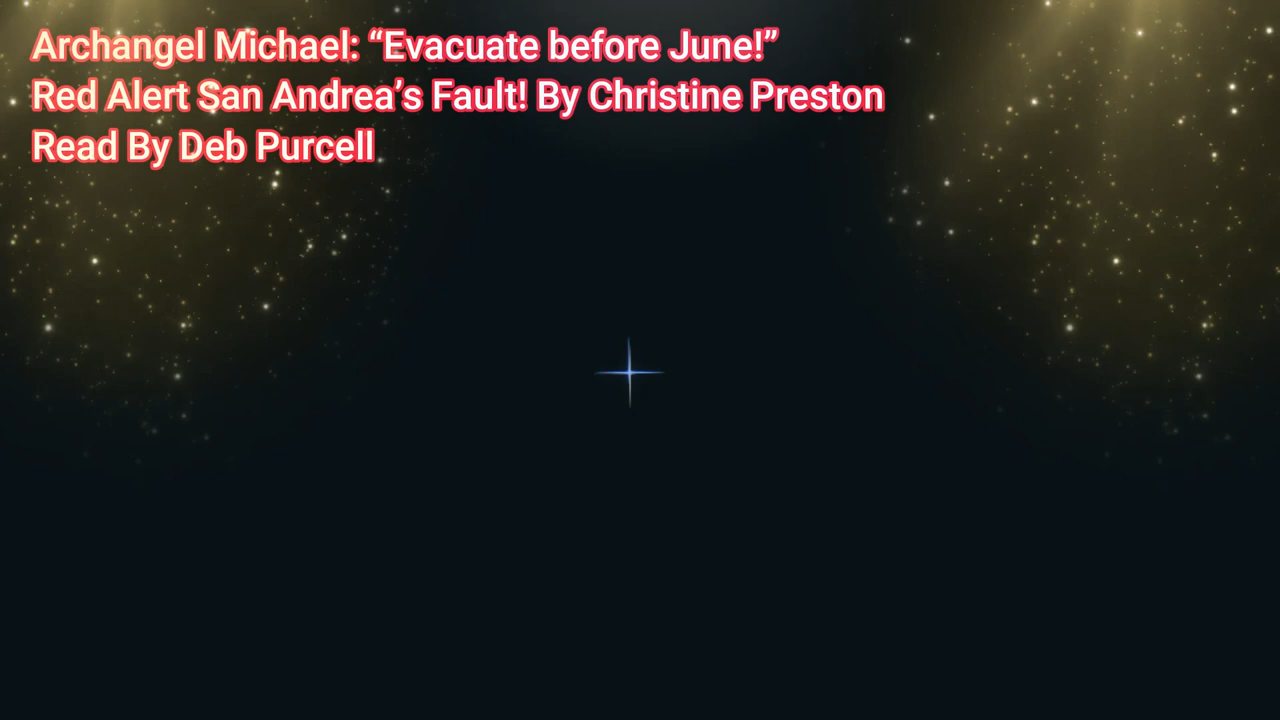 Archangel Michael: “Evacuate before June!”
Red Alert San Andrea’s Fault! By Christine Preston
Read By Deb Purcell